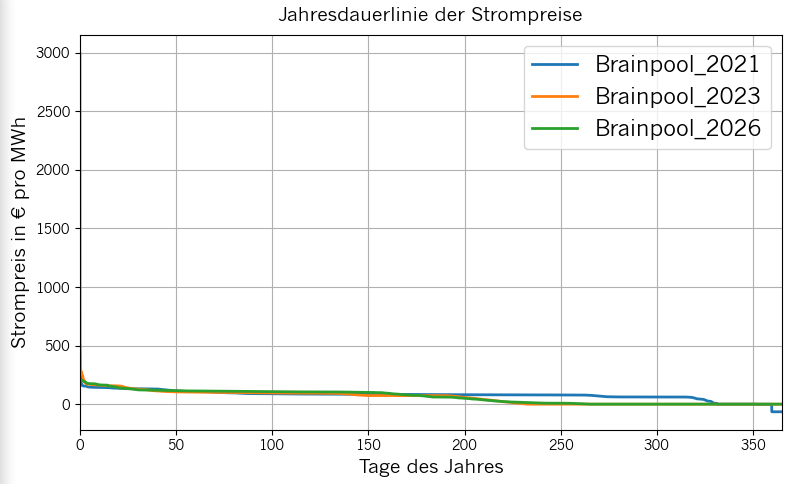 Jahresdauerlinie der Strompreise
Brainpool_2021
Brainpool_2023
Brainpool_2026
Strompreis in € pro MWh
3000
2500
2000
1500
1000
500
0
0 50 100 150 200 250 300 350
Tage des Jahres